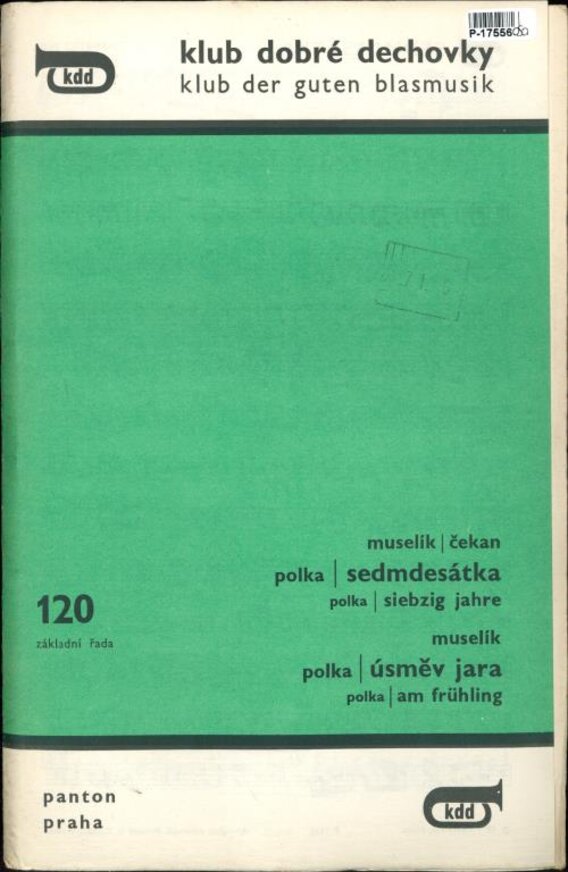 P-17556
kdd
klub dobré dechovky
klub der guten blasmusik
muselík | čekan
polka | sedmdesátka
polka | siebzig jahre
120
základní řada
muselík
polka | úsměv jara
polka | am frühling
panton
praha
kdd